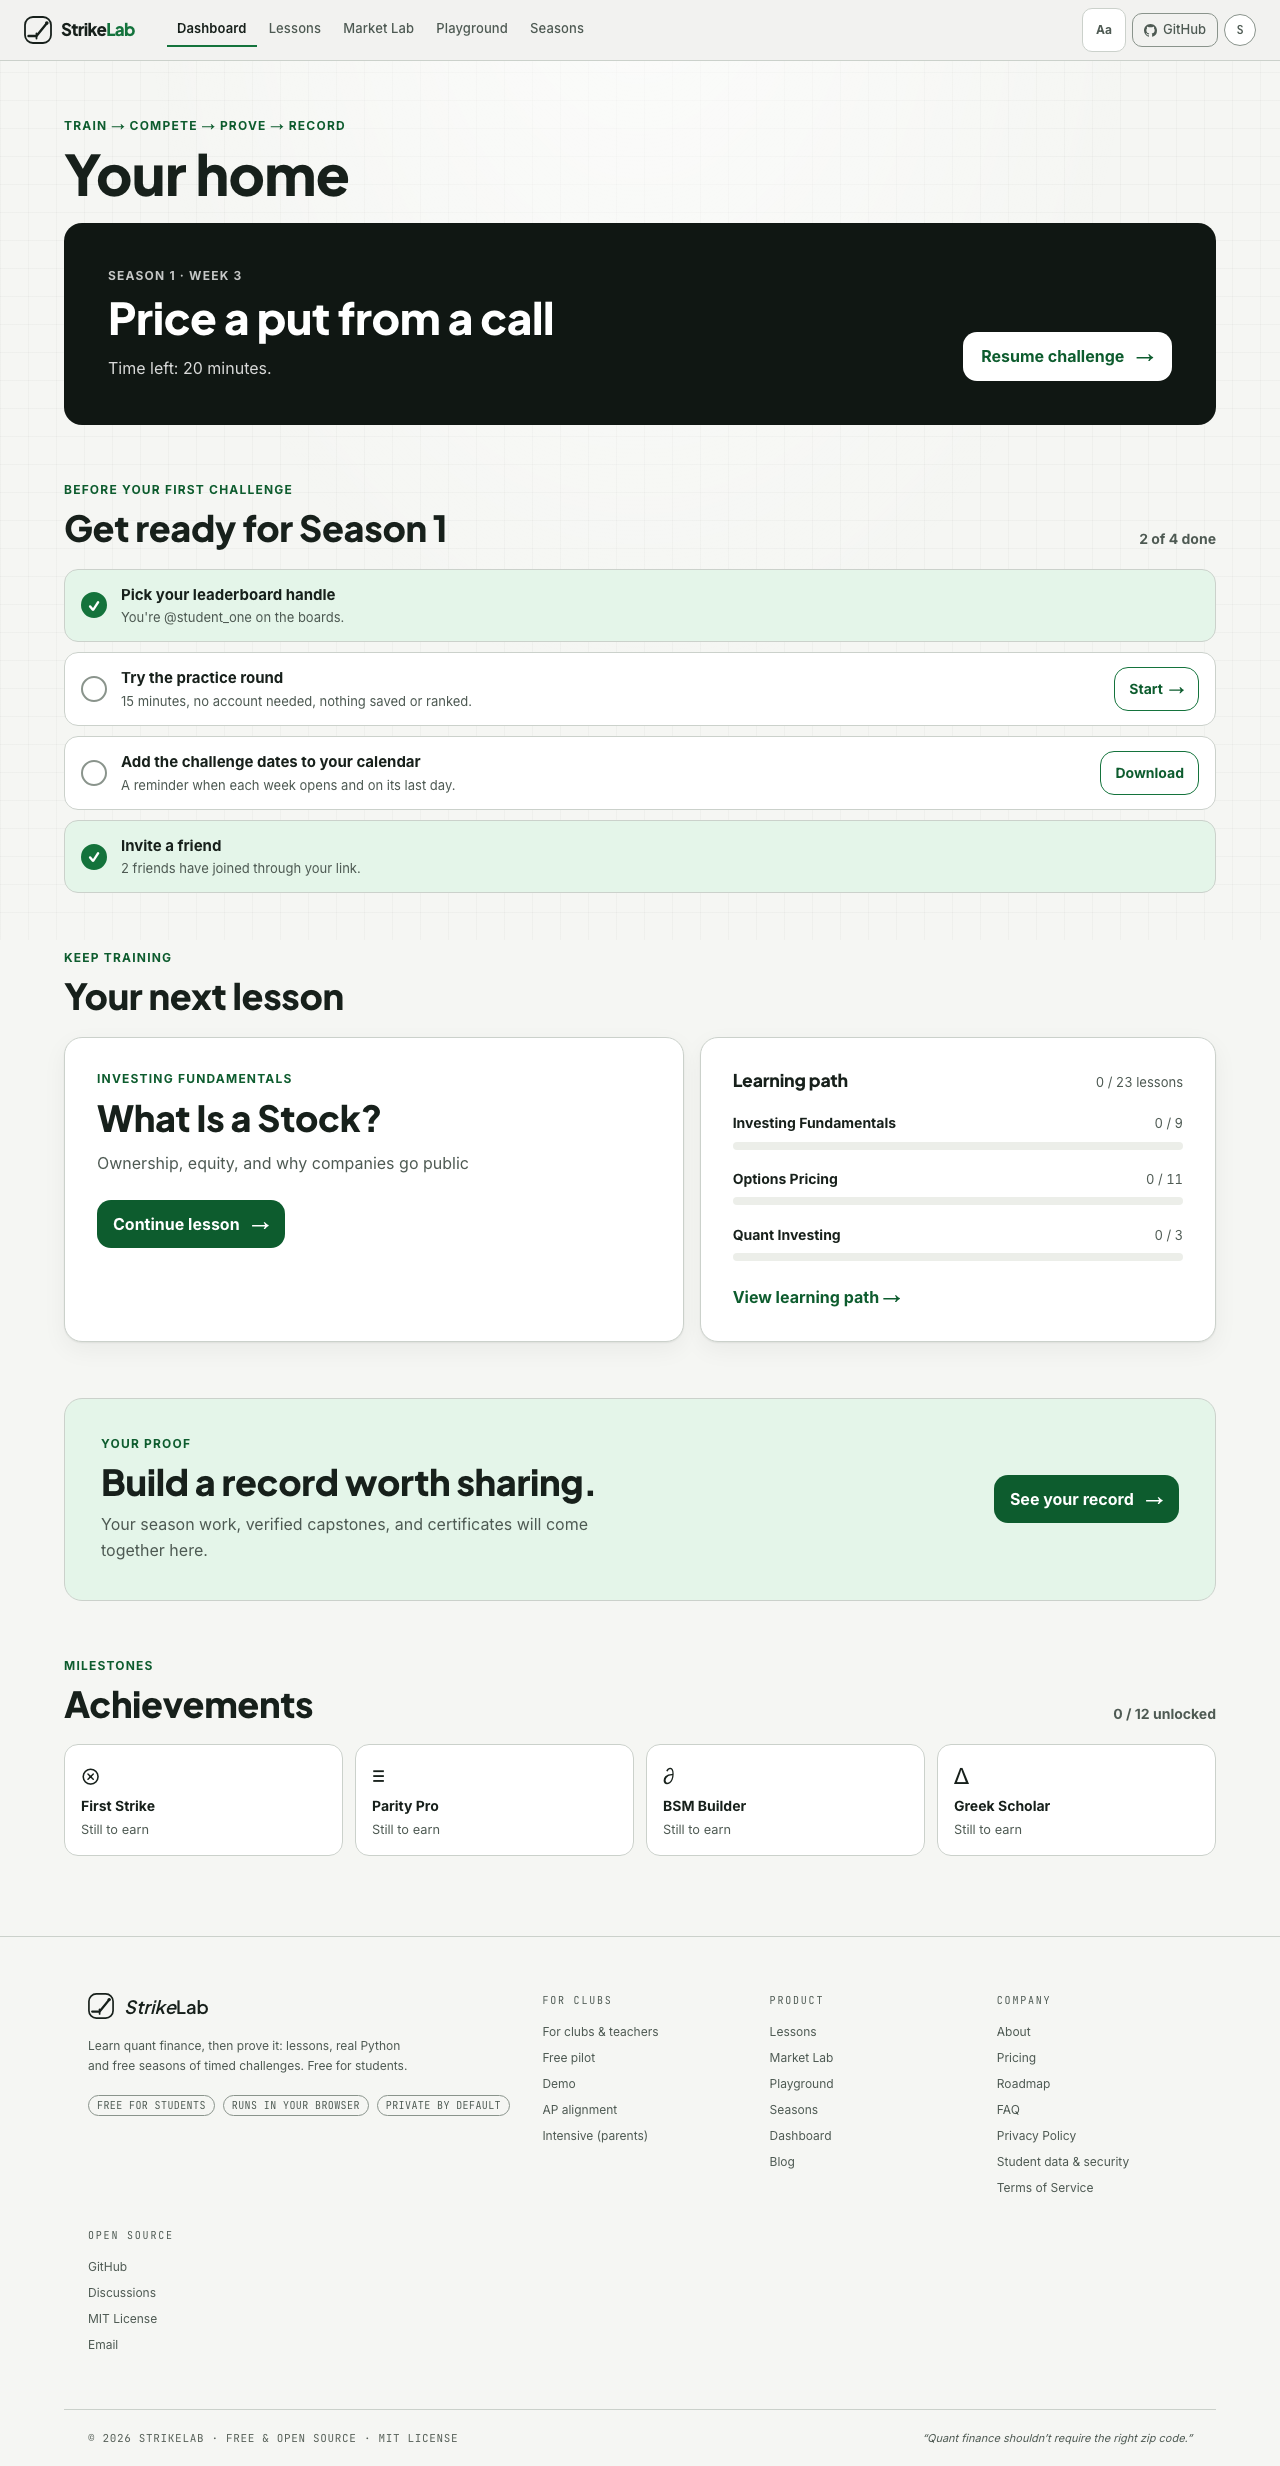 StrikeLab
Dashboard
Lessons
Market Lab
Playground
Seasons
Aa
GitHub
S
TRAIN → COMPETE → PROVE → RECORD
Your home
SEASON 1 · WEEK 3
Price a put from a call
Time left: 20 minutes.
Resume challenge →
BEFORE YOUR FIRST CHALLENGE
Get ready for Season 1
2 of 4 done
Pick your leaderboard handle
You're @student_one on the boards.
Try the practice round
15 minutes, no account needed, nothing saved or ranked.
Start →
Add the challenge dates to your calendar
A reminder when each week opens and on its last day.
Download
Invite a friend
2 friends have joined through your link.
KEEP TRAINING
Your next lesson
INVESTING FUNDAMENTALS
What Is a Stock?
Ownership, equity, and why companies go public
Continue lesson →
Learning path
0 / 23 lessons
Investing Fundamentals
0 / 9
Options Pricing
0 / 11
Quant Investing
0 / 3
View learning path →
YOUR PROOF
Build a record worth sharing.
Your season work, verified capstones, and certificates will come
together here.
See your record →
MILESTONES
Achievements
0 / 12 unlocked
⊗
First Strike
Still to earn
Ξ
Parity Pro
Still to earn
∂
BSM Builder
Still to earn
Δ
Greek Scholar
Still to earn
StrikeLab
Learn quant finance, then prove it: lessons, real Python
and free seasons of timed challenges. Free for students.
FREE FOR STUDENTS
RUNS IN YOUR BROWSER
PRIVATE BY DEFAULT
FOR CLUBS
For clubs & teachers
Free pilot
Demo
AP alignment
Intensive (parents)
PRODUCT
Lessons
Market Lab
Playground
Seasons
Dashboard
Blog
COMPANY
About
Pricing
Roadmap
FAQ
Privacy Policy
Student data & security
Terms of Service
OPEN SOURCE
GitHub
Discussions
MIT License
Email
© 2026 STRIKELAB · FREE & OPEN SOURCE · MIT LICENSE
“Quant finance shouldn’t require the right zip code.”